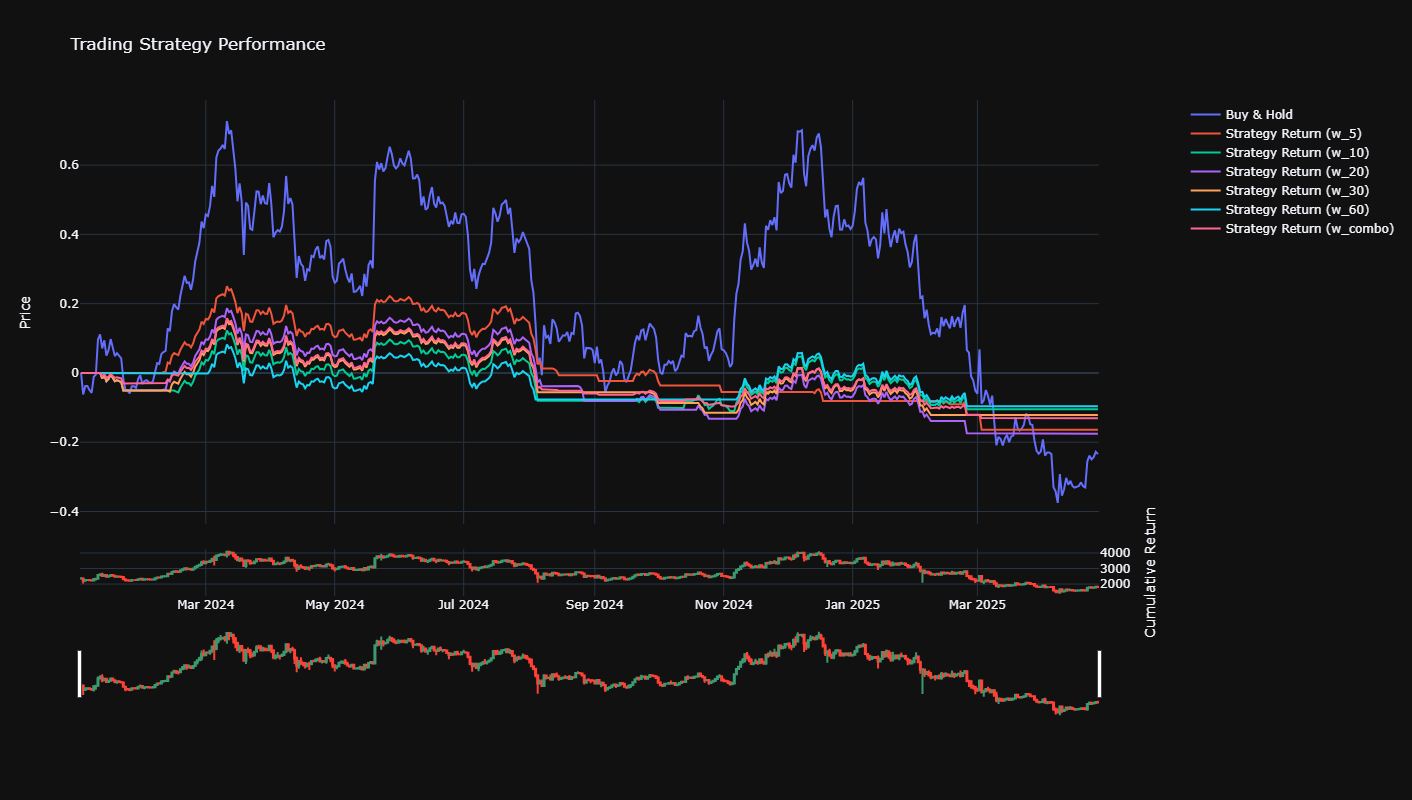 Trading Strategy Performance
Buy & Hold
Strategy Return (w_5)
Strategy Return (w_10)
Strategy Return (w_20)
Strategy Return (w_30)
Strategy Return (w_60)
Strategy Return (w_combo)
Price
0.6
0.4
0.2
0
−0.2
−0.4
4000
3000
2000
Cumulative Return
Mar 2024 May 2024 Jul 2024 Sep 2024 Nov 2024 Jan 2025 Mar 2025